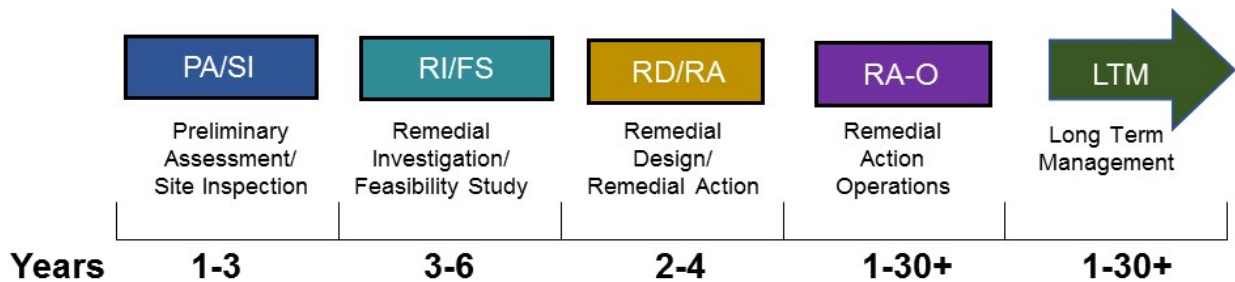 PA/SI
RI/FS
RD/RA
RA-O
LTM
Preliminary
Assessment/
Site Inspection
Remedial
Investigation/
Feasibility Study
Remedial
Design/
Remedial Action
Remedial
Action
Operations
Long Term
Management
Years 1-3 3-6 2-4 1-30+ 1-30+